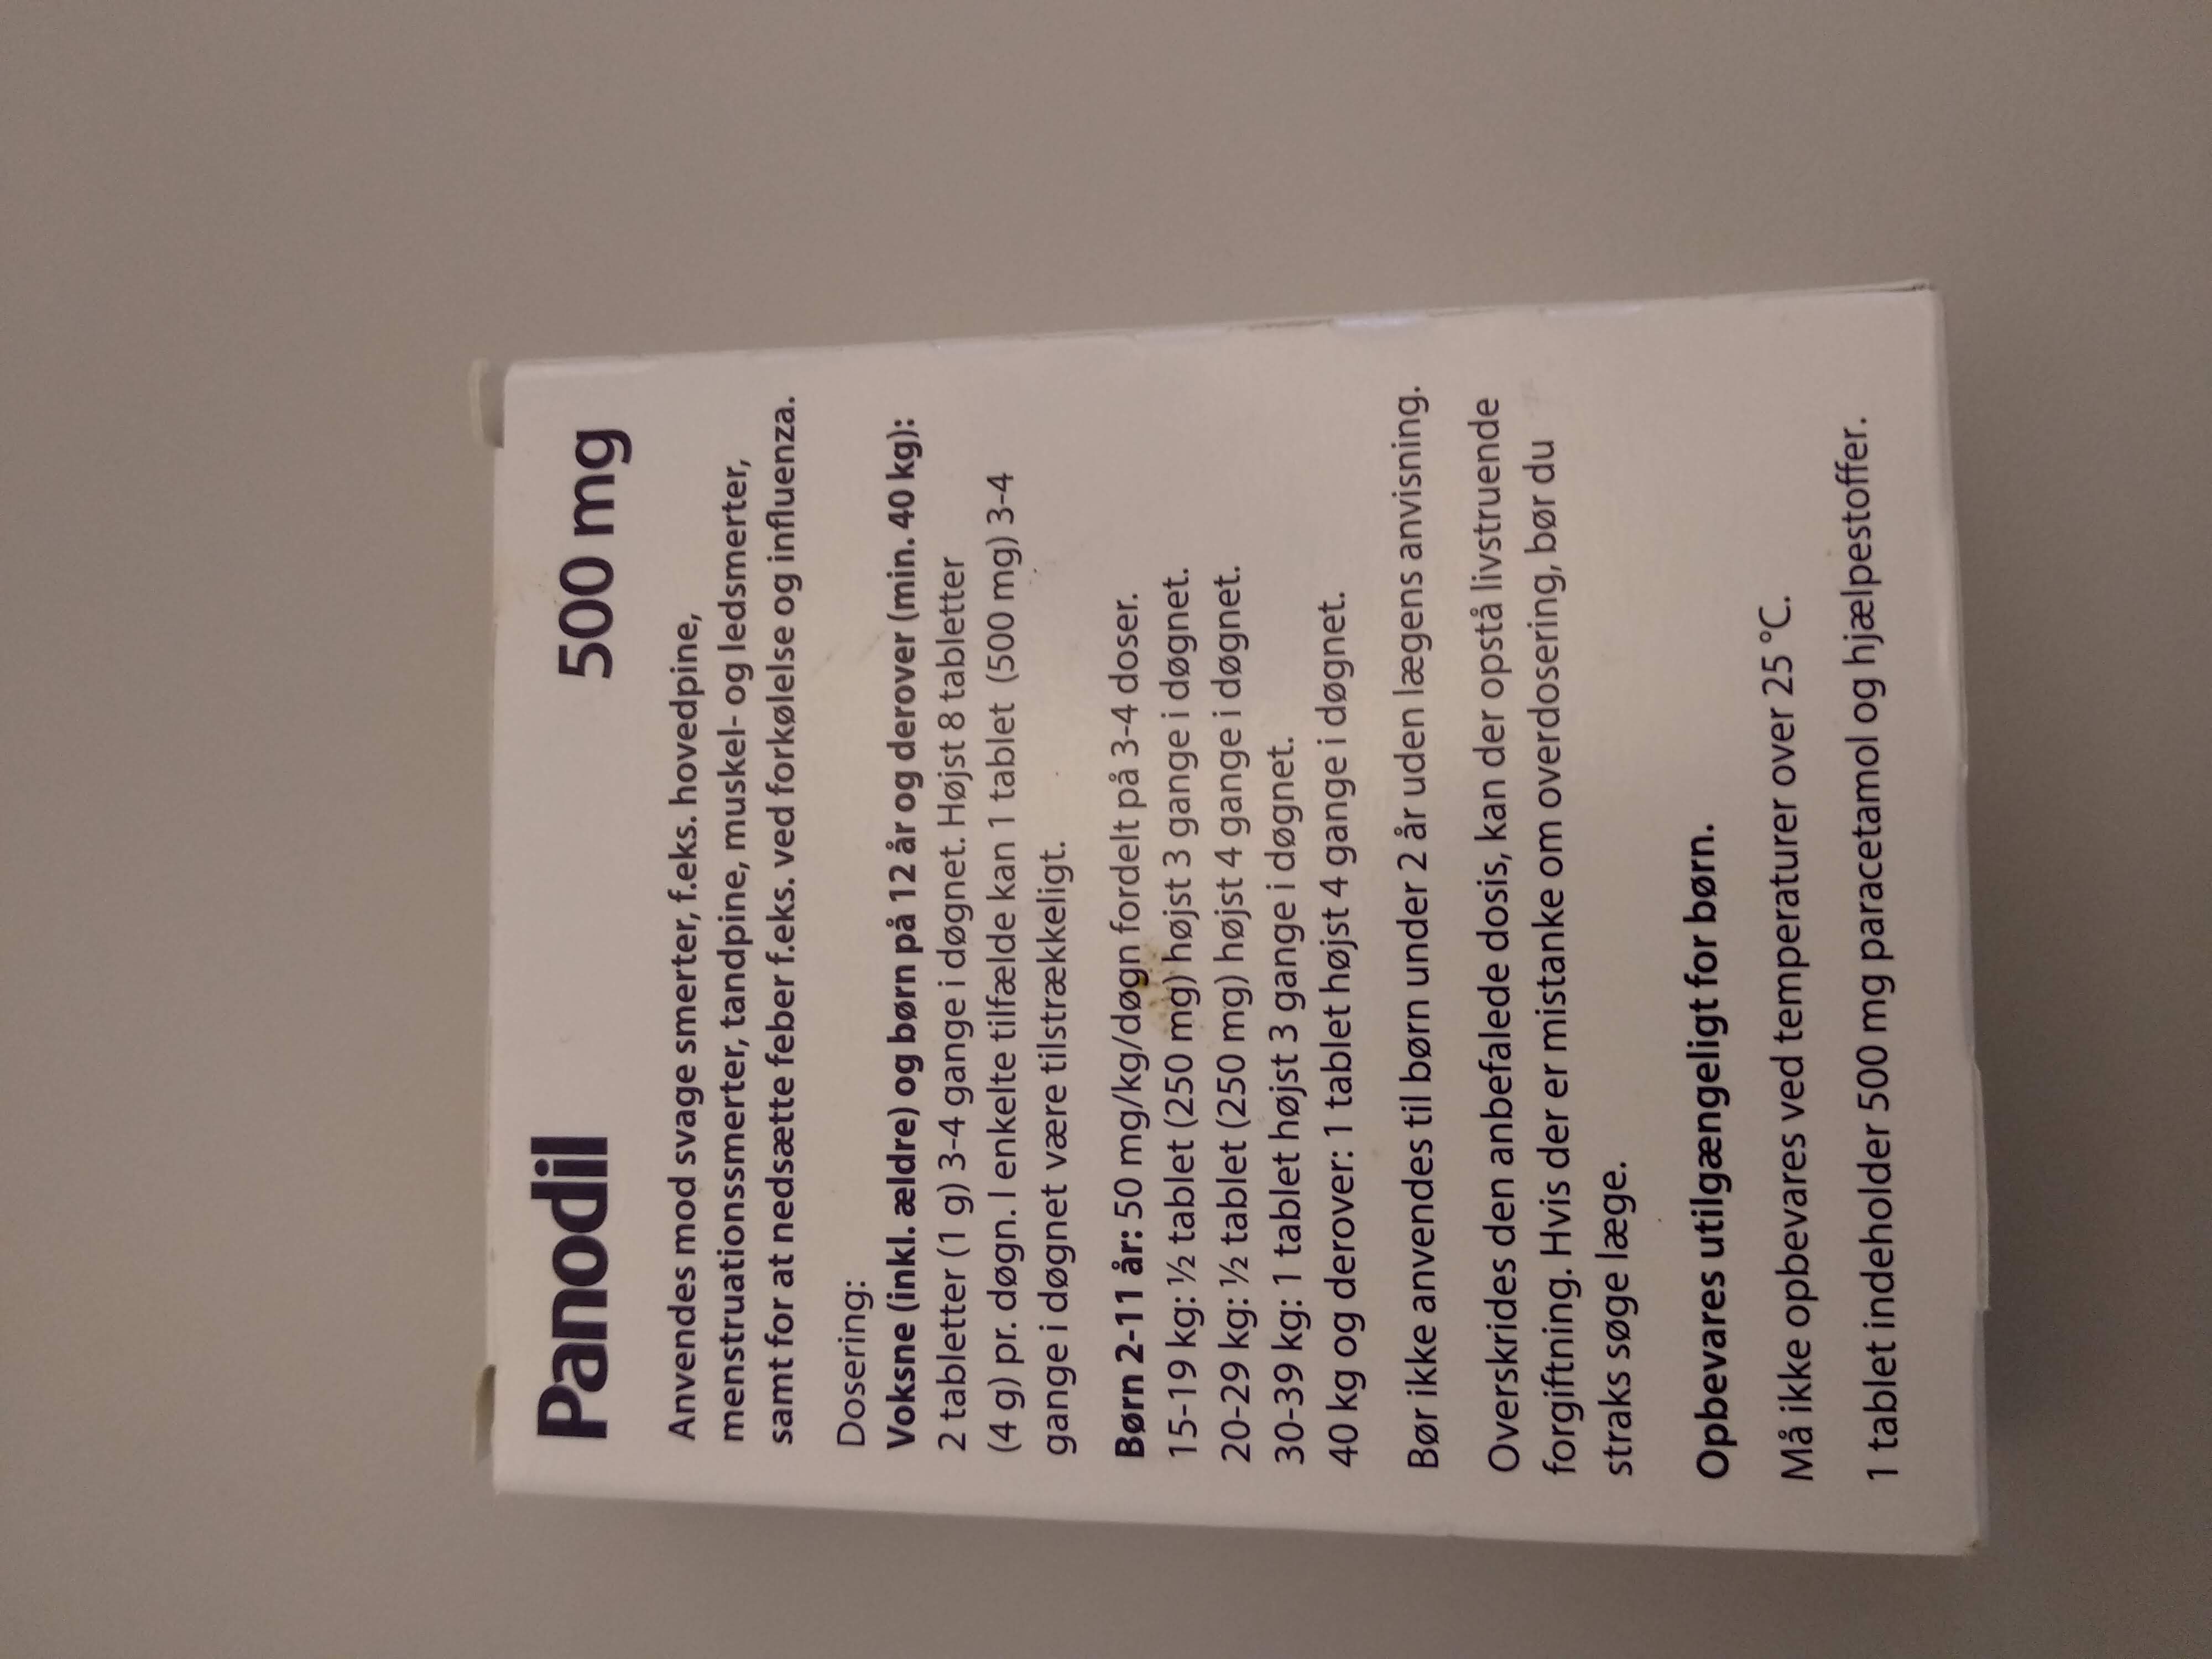 Panodil 500 mg
Anvendes mod svage smerter, f.eks. hovedpine,
menstruationssmerter, tandpine, muskel- og ledsmerter,
samt for at nedsætte feber f.eks. ved forkølelse og influenza.
Dosering:
Voksne (inkl. ældre) og børn på 12 år og derover (min. 40 kg):
2 tabletter (1 g) 3-4 gange i døgnet. Højst 8 tabletter
(4 g) pr. døgn. I enkelte tilfælde kan 1 tablet (500 mg) 3-4
gange i døgnet være tilstrækkeligt.
Børn 2-11 år: 50 mg/kg/døgn fordelt på 3-4 doser.
15-19 kg: ½ tablet (250 mg) højst 3 gange i døgnet.
20-29 kg: ½ tablet (250 mg) højst 4 gange i døgnet.
30-39 kg: 1 tablet højst 3 gange i døgnet.
40 kg og derover: 1 tablet højst 4 gange i døgnet.
Bør ikke anvendes til børn under 2 år uden lægens anvisning.
Overskrides den anbefalede dosis, kan der opstå livstruende
forgiftning. Hvis der er mistanke om overdosering, bør du
straks søge læge.
Opbevares utilgængeligt for børn.
Må ikke opbevares ved temperaturer over 25 °C.
1 tablet indeholder 500 mg paracetamol og hjælpestoffer.